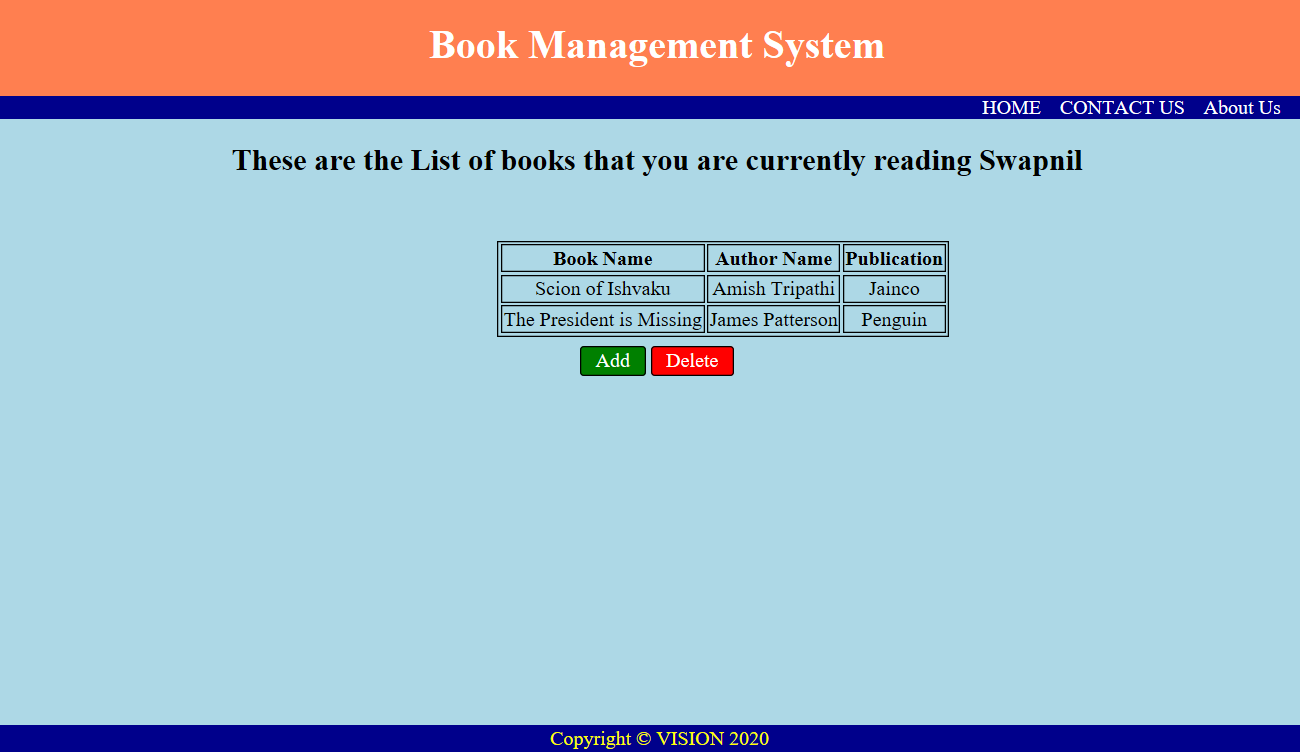 Book Management System
HOME CONTACT US About Us
These are the List of books that you are currently reading Swapnil
Book Name Author Name Publication
Scion of Ishvaku Amish Tripathi Jainco
The President is Missing James Patterson Penguin
Add Delete
Copyright © VISION 2020